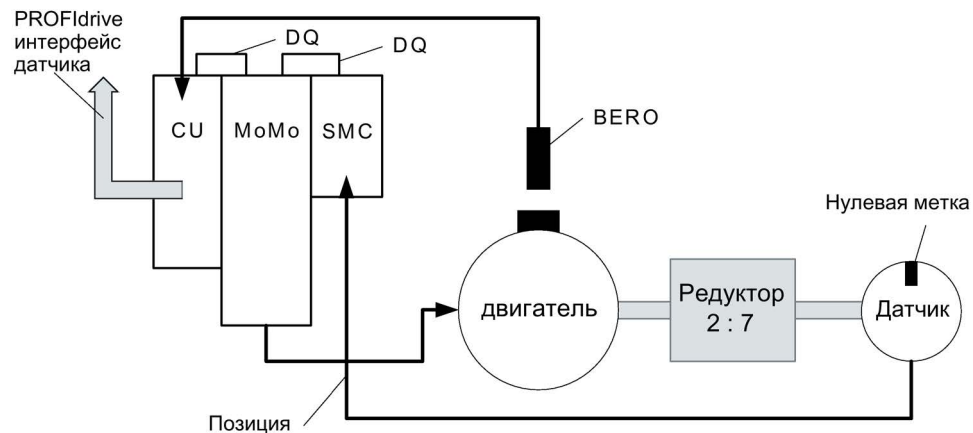 PROFIdrive
интерфейс
датчика
DQ
DQ
CU
MoMo
SMC
BERO
Нулевая метка
двигатель
Редуктор
2 : 7
Датчик
Позиция